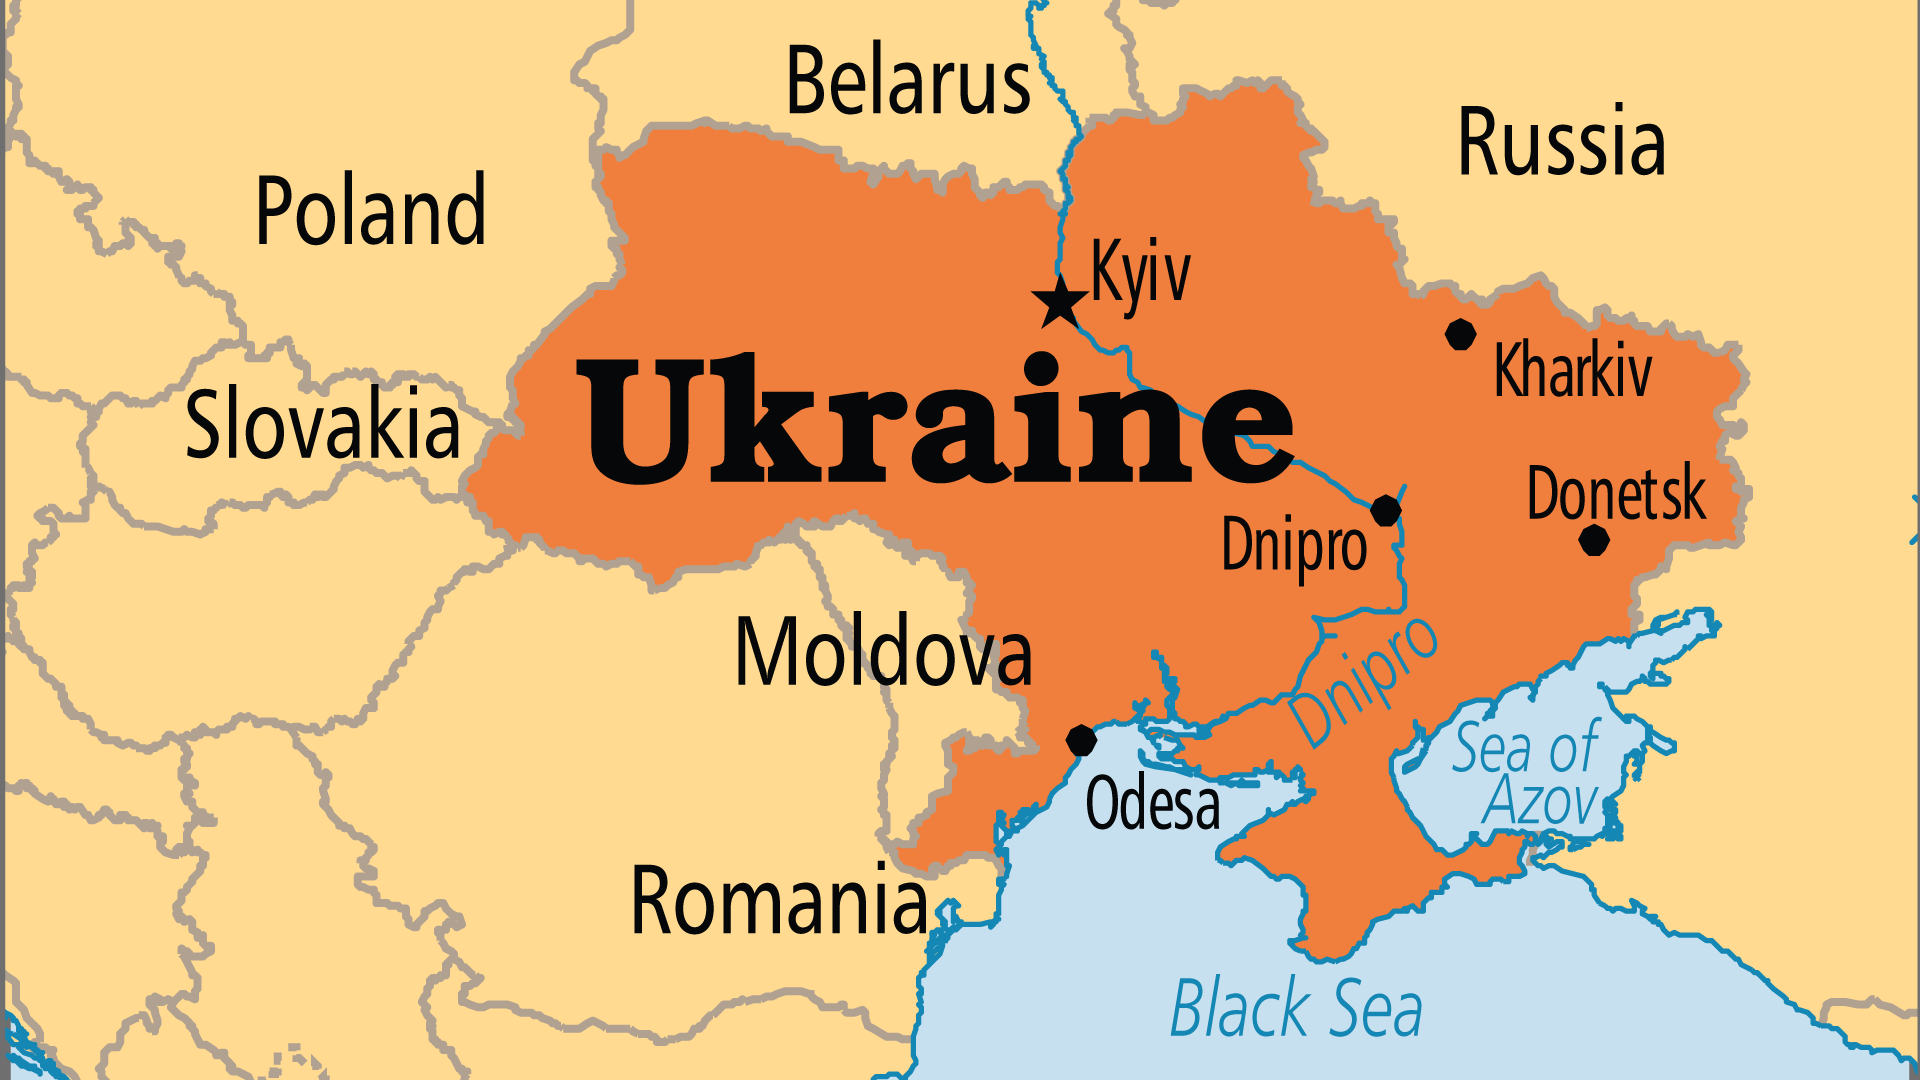 Belarus
Russia
Poland
Kyiv
Kharkiv
Ukraine
Slovakia
Donetsk
Dnipro
Moldova
Dnipro
Sea of
Azov
Odesa
Romania
Black Sea